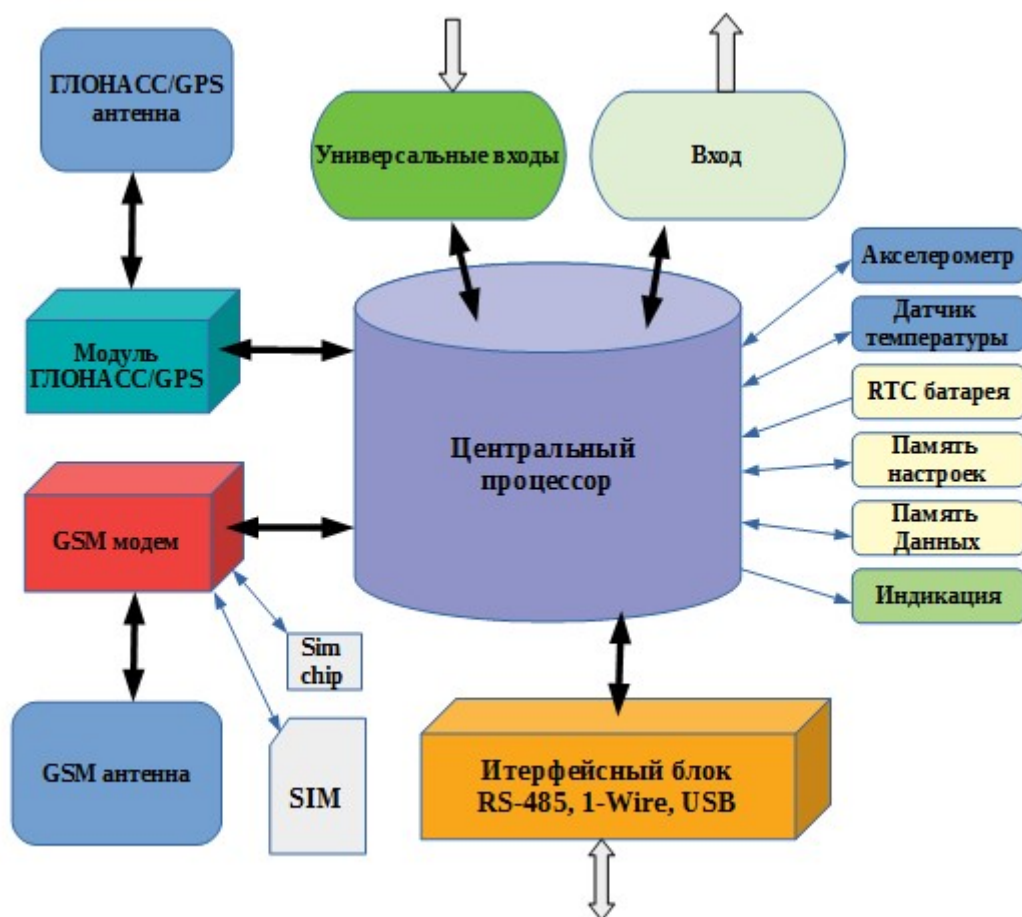 ГЛОНАСС/GPS
антенна
Универсальные входы
Вход
Акселерометр
Датчик
температуры
RTC батарея
Память
настроек
Память
Данных
Индикация
Модуль
ГЛОНАСС/GPS
Центральный
процессор
GSM модем
Sim
chip
GSM антенна
SIM
Итерфейсный блок
RS-485, 1-Wire, USB